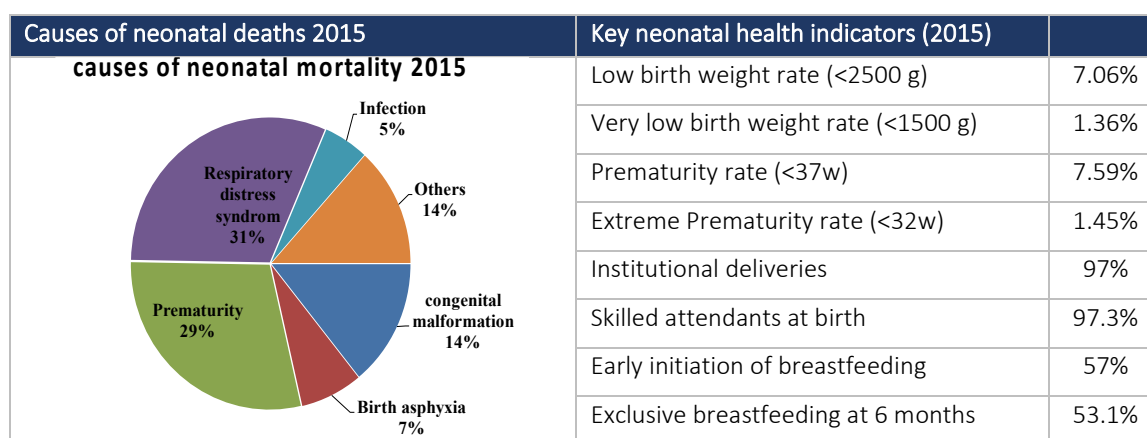 Causes of neonatal deaths 2015
causes of neonatal mortality 2015
Infection
5%
Respiratory
distress
syndrom
31%
Others
14%
Prematurity
29%
congenital
malformation
14%
Birth asphyxia
7%
Key neonatal health indicators (2015)
Low birth weight rate (<2500 g) 7.06%
Very low birth weight rate (<1500 g) 1.36%
Prematurity rate (<37w) 7.59%
Extreme Prematurity rate (<32w) 1.45%
Institutional deliveries 97%
Skilled attendants at birth 97.3%
Early initiation of breastfeeding 57%
Exclusive breastfeeding at 6 months 53.1%